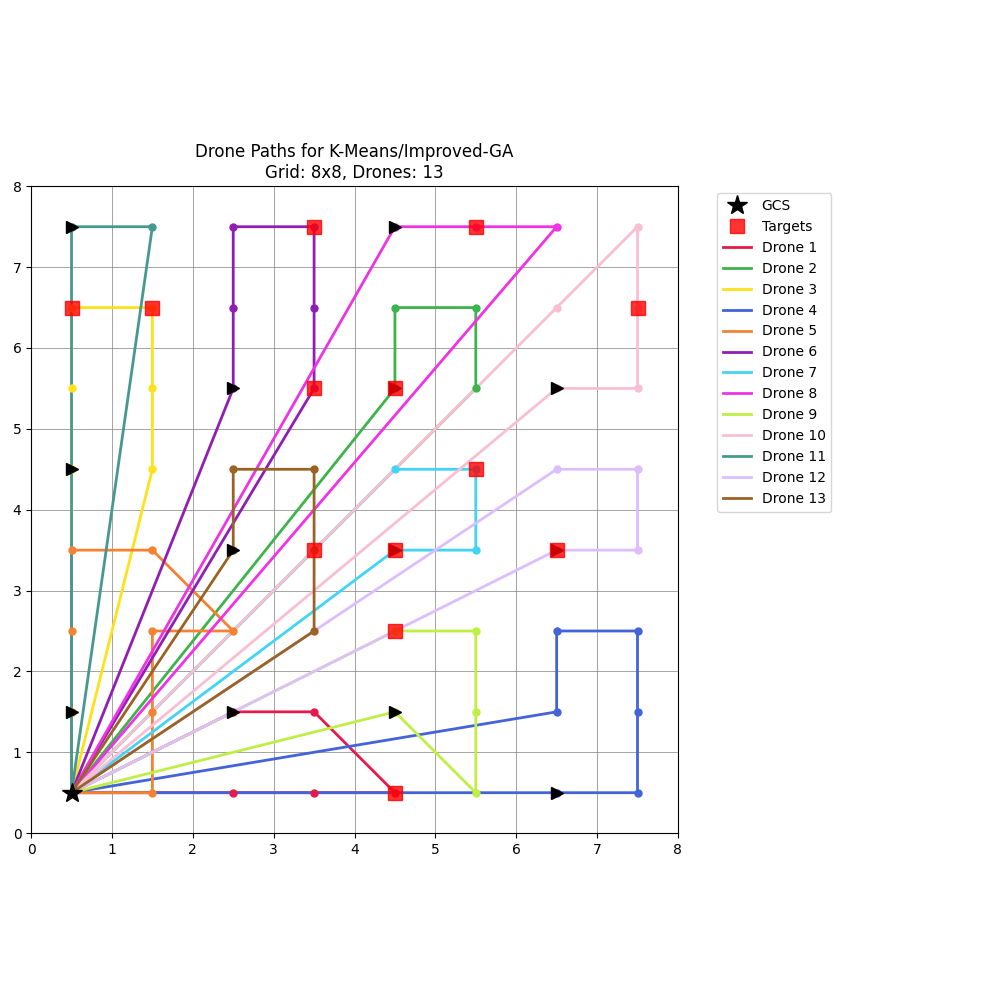 Drone Paths for K-Means/Improved-GA
Grid: 8x8, Drones: 13
8
7
6
5
4
3
2
1
0
0 1 2 3 4 5 6 7 8
GCS
Targets
Drone 1
Drone 2
Drone 3
Drone 4
Drone 5
Drone 6
Drone 7
Drone 8
Drone 9
Drone 10
Drone 11
Drone 12
Drone 13